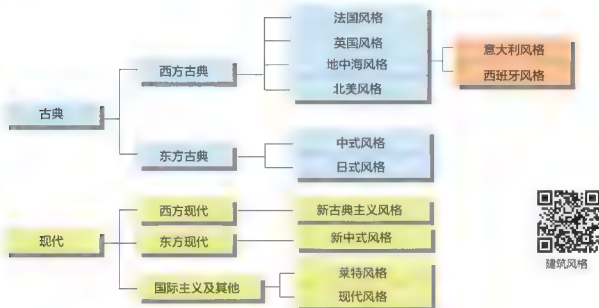 法国风格
英国风格
地中海风格
北美风格
意大利风格
西班牙风格
西方古典
古典
东方古典
中式风格
日式风格
西方现代
新古典主义风格
现代
东方现代
新中式风格
国际主义及其他
莱特风格
现代风格
建筑风格